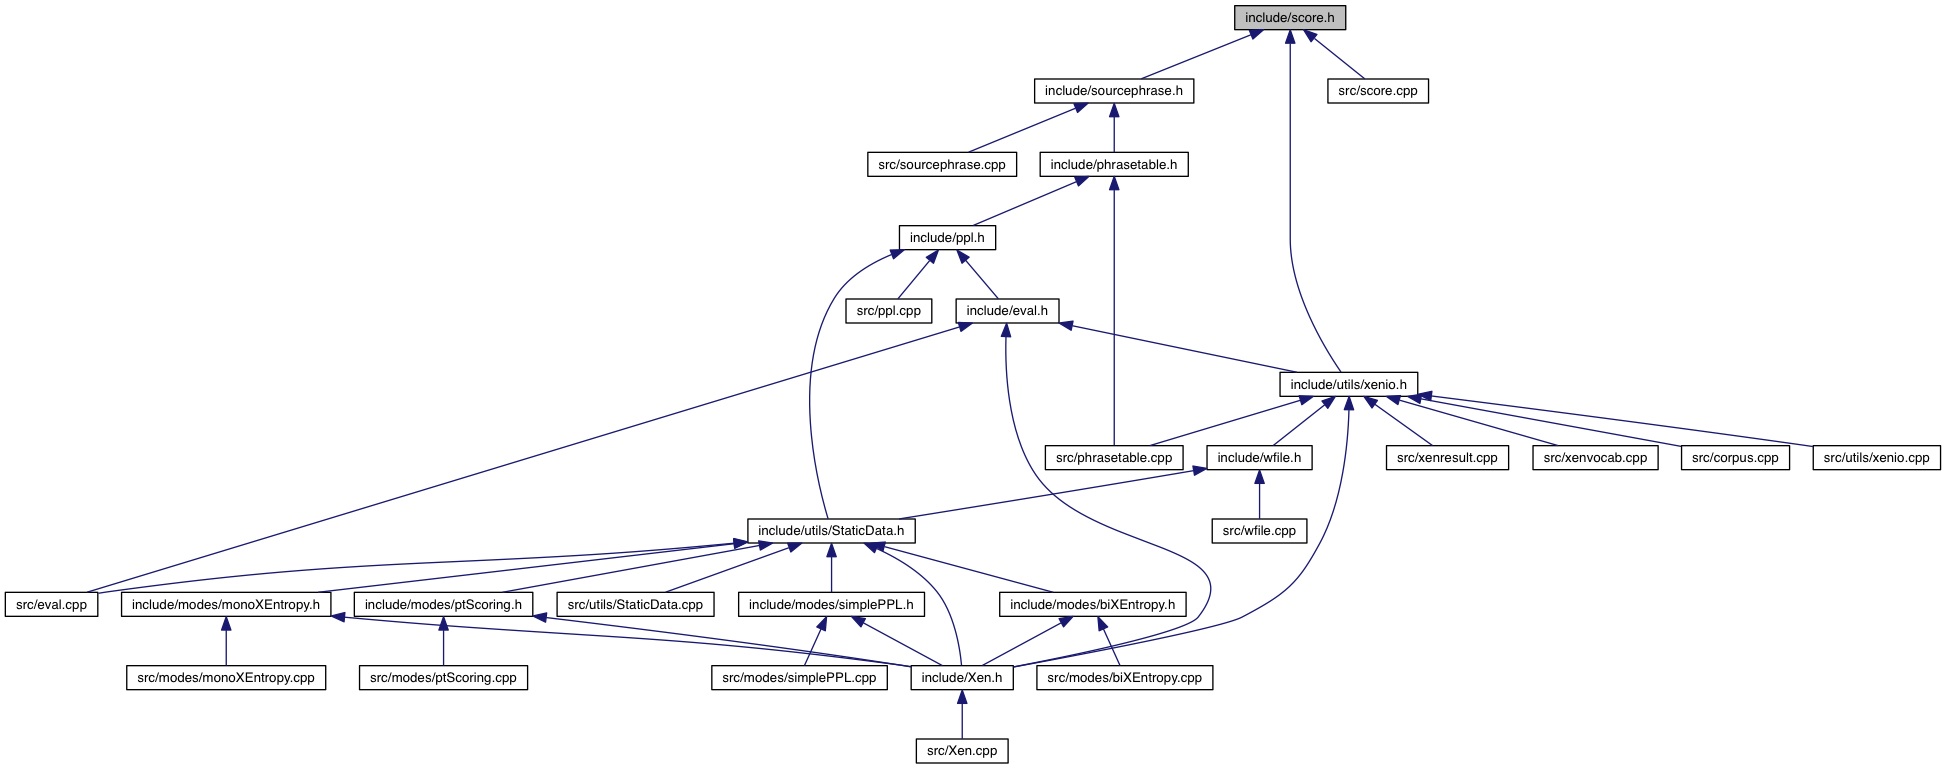 include/score.h
include/sourcephrase.h
src/score.cpp
src/sourcephrase.cpp
include/phrasetable.h
include/ppl.h
src/ppl.cpp
include/eval.h
include/utils/xenio.h
src/phrasetable.cpp
include/wfile.h
src/xenresult.cpp
src/xenvocab.cpp
src/corpus.cpp
src/utils/xenio.cpp
include/utils/StaticData.h
src/wfile.cpp
src/eval.cpp
include/modes/monoXEntropy.h
include/modes/ptScoring.h
src/utils/StaticData.cpp
include/modes/simplePPL.h
include/modes/biXEntropy.h
src/modes/monoXEntropy.cpp
src/modes/ptScoring.cpp
src/modes/simplePPL.cpp
include/Xen.h
src/modes/biXEntropy.cpp
src/Xen.cpp